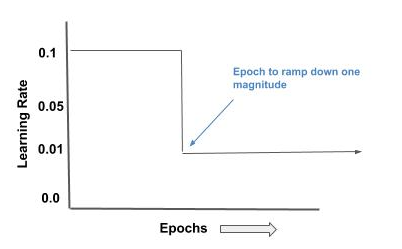 0.1
Epoch to ramp down one
magnitude
0.05
0.01
0.0
Learning Rate
Epochs